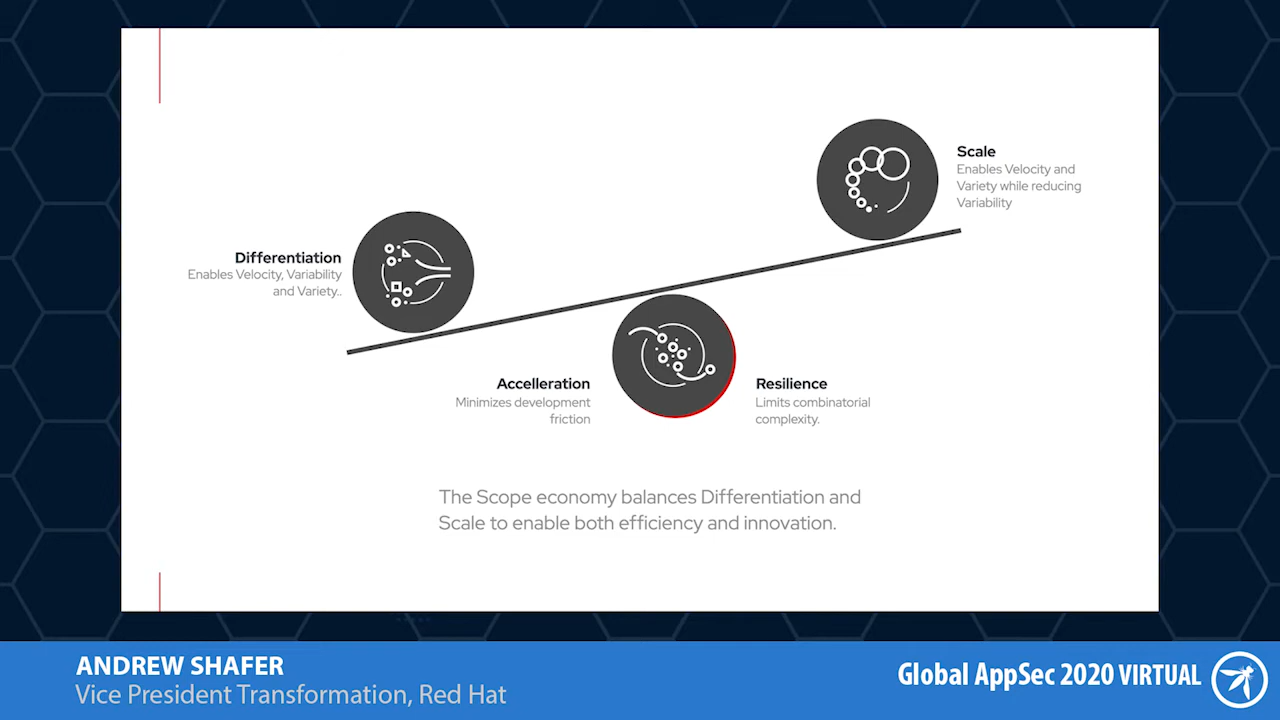 Scale
Enables Velocity and
Variety while reducing
Variability
Differentiation
Enables Velocity, Variability
and Variety..
Accelleration
Minimizes development
friction
Resilience
Limits combinatorial
complexity.
The Scope economy balances Differentiation and
Scale to enable both efficiency and innovation.
ANDREW SHAFER
Vice President Transformation, Red Hat
Global AppSec 2020 VIRTUAL